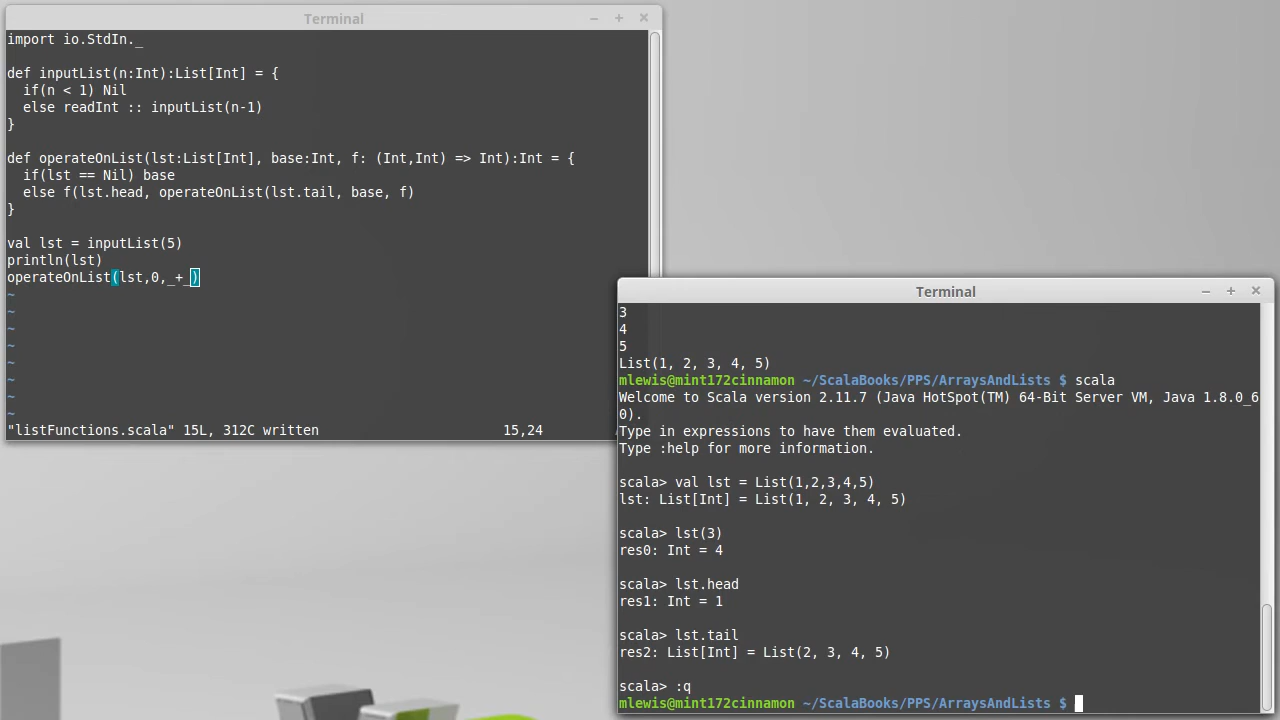 Terminal
import io.StdIn._
def inputList(n:Int):List[Int] = {
  if(n < 1) Nil
  else readInt :: inputList(n-1)
}
def operateOnList(lst:List[Int], base:Int, f: (Int,Int) => Int):Int = {
  if(lst == Nil) base
  else f(lst.head, operateOnList(lst.tail, base, f)
}
val lst = inputList(5)
println(lst)
operateOnList(lst,0,_+_)
~
~
~
~
~
~
~
~
"listFunctions.scala" 15L, 312C written 15,24
Terminal
3
4
5
List(1, 2, 3, 4, 5)
mlewis@mint172cinnamon ~/ScalaBooks/PPS/ArraysAndLists $ scala
Welcome to Scala version 2.11.7 (Java HotSpot(TM) 64-Bit Server VM, Java 1.8.0_6
0).
Type in expressions to have them evaluated.
Type :help for more information.
scala> val lst = List(1,2,3,4,5)
lst: List[Int] = List(1, 2, 3, 4, 5)
scala> lst(3)
res0: Int = 4
scala> lst.head
res1: Int = 1
scala> lst.tail
res2: List[Int] = List(2, 3, 4, 5)
scala> :q
mlewis@mint172cinnamon ~/ScalaBooks/PPS/ArraysAndLists $